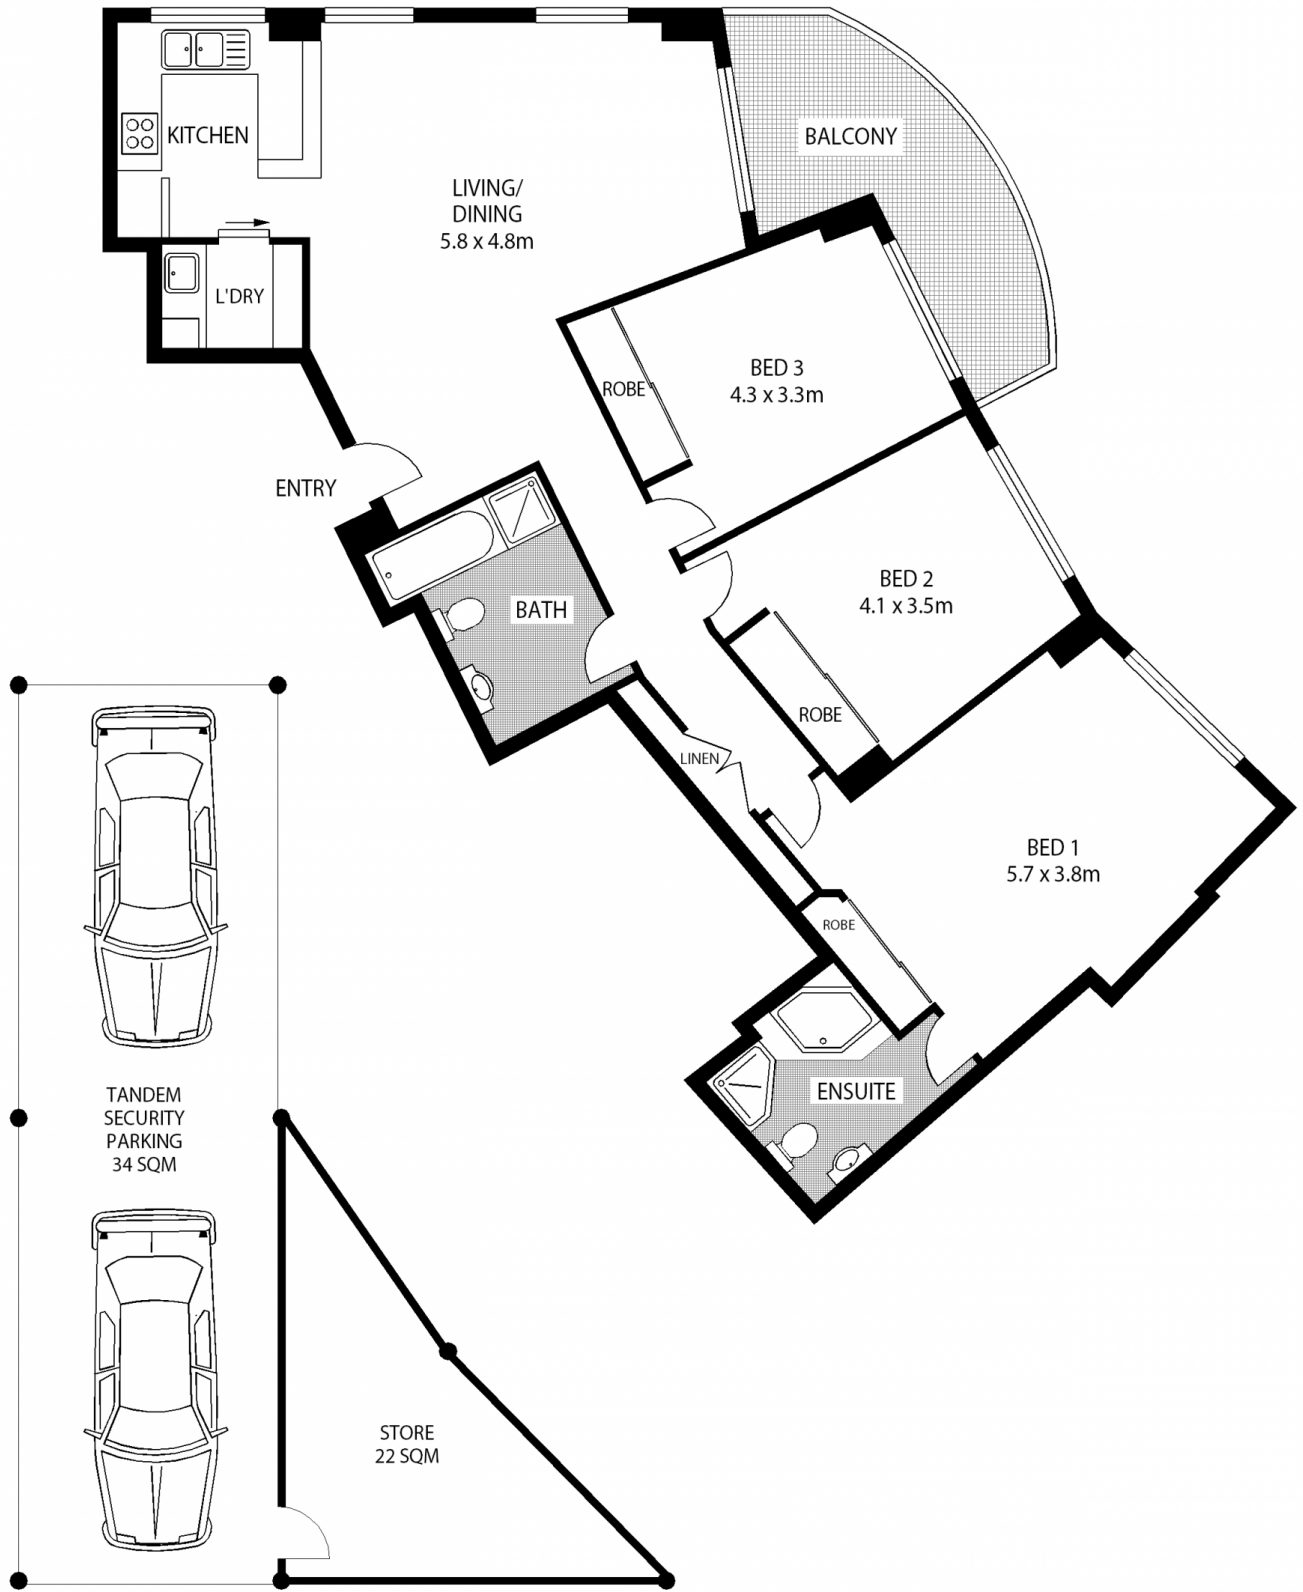 KITCHEN
BALCONY
LIVING/
DINING
5.8 x 4.8m
L'DRY
BED 3
4.3 x 3.3m
ROBE
ENTRY
BED 2
4.1 x 3.5m
BATH
ROBE
LINEN
BED 1
5.7 x 3.8m
ROBE
ENSUITE
TANDEM
SECURITY
PARKING
34 SQM
STORE
22 SQM